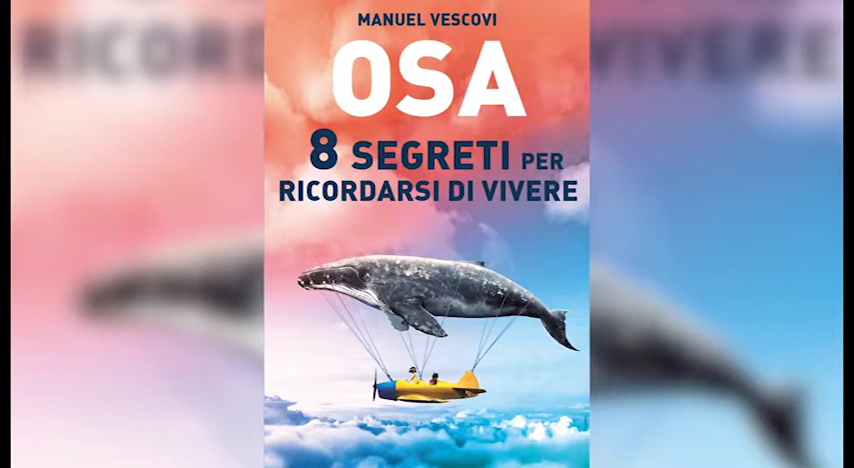 MANUEL VESCOVI
OSA
8 SEGRETI PER
RICORDARSI DI VIVERE